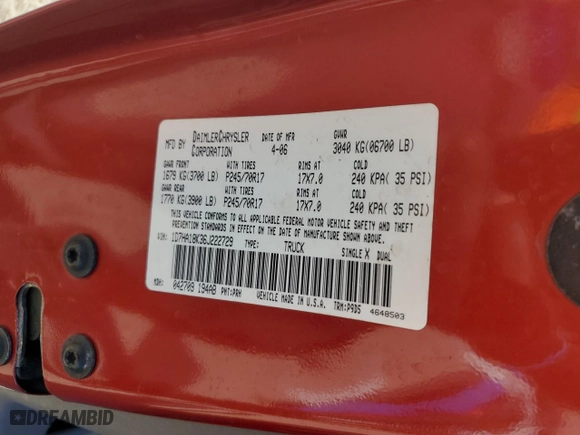 MFD BY DAIMLERCHRYSLER CORPORATION DATE OF MFR 4-06 GVWR 3040 KG(06700 LB)
GAWR FRONT WITH TIRES RIMS AT COLD
1679 KG(3700 LB) P245/70R17 17X7.0 240 KPA( 35 PSI)
GAWR REAR WITH TIRES RIMS AT COLD
1770 KG(3900 LB) P245/70R17 17X7.0 240 KPA( 35 PSI)
THIS VEHICLE CONFORMS TO ALL APPLICABLE FEDERAL MOTOR VEHICLE SAFETY AND THEFT
PREVENTION STANDARDS IN EFFECT ON THE DATE OF MANUFACTURE SHOWN ABOVE.
VIN: 1D7HA18K36J222729 TYPE: TRUCK SINGLE X DUAL
MDH: 042709 194AB PNT:PRH VEHICLE MADE IN U.S.A. TRM:P9D5
4648503
DREAMBID